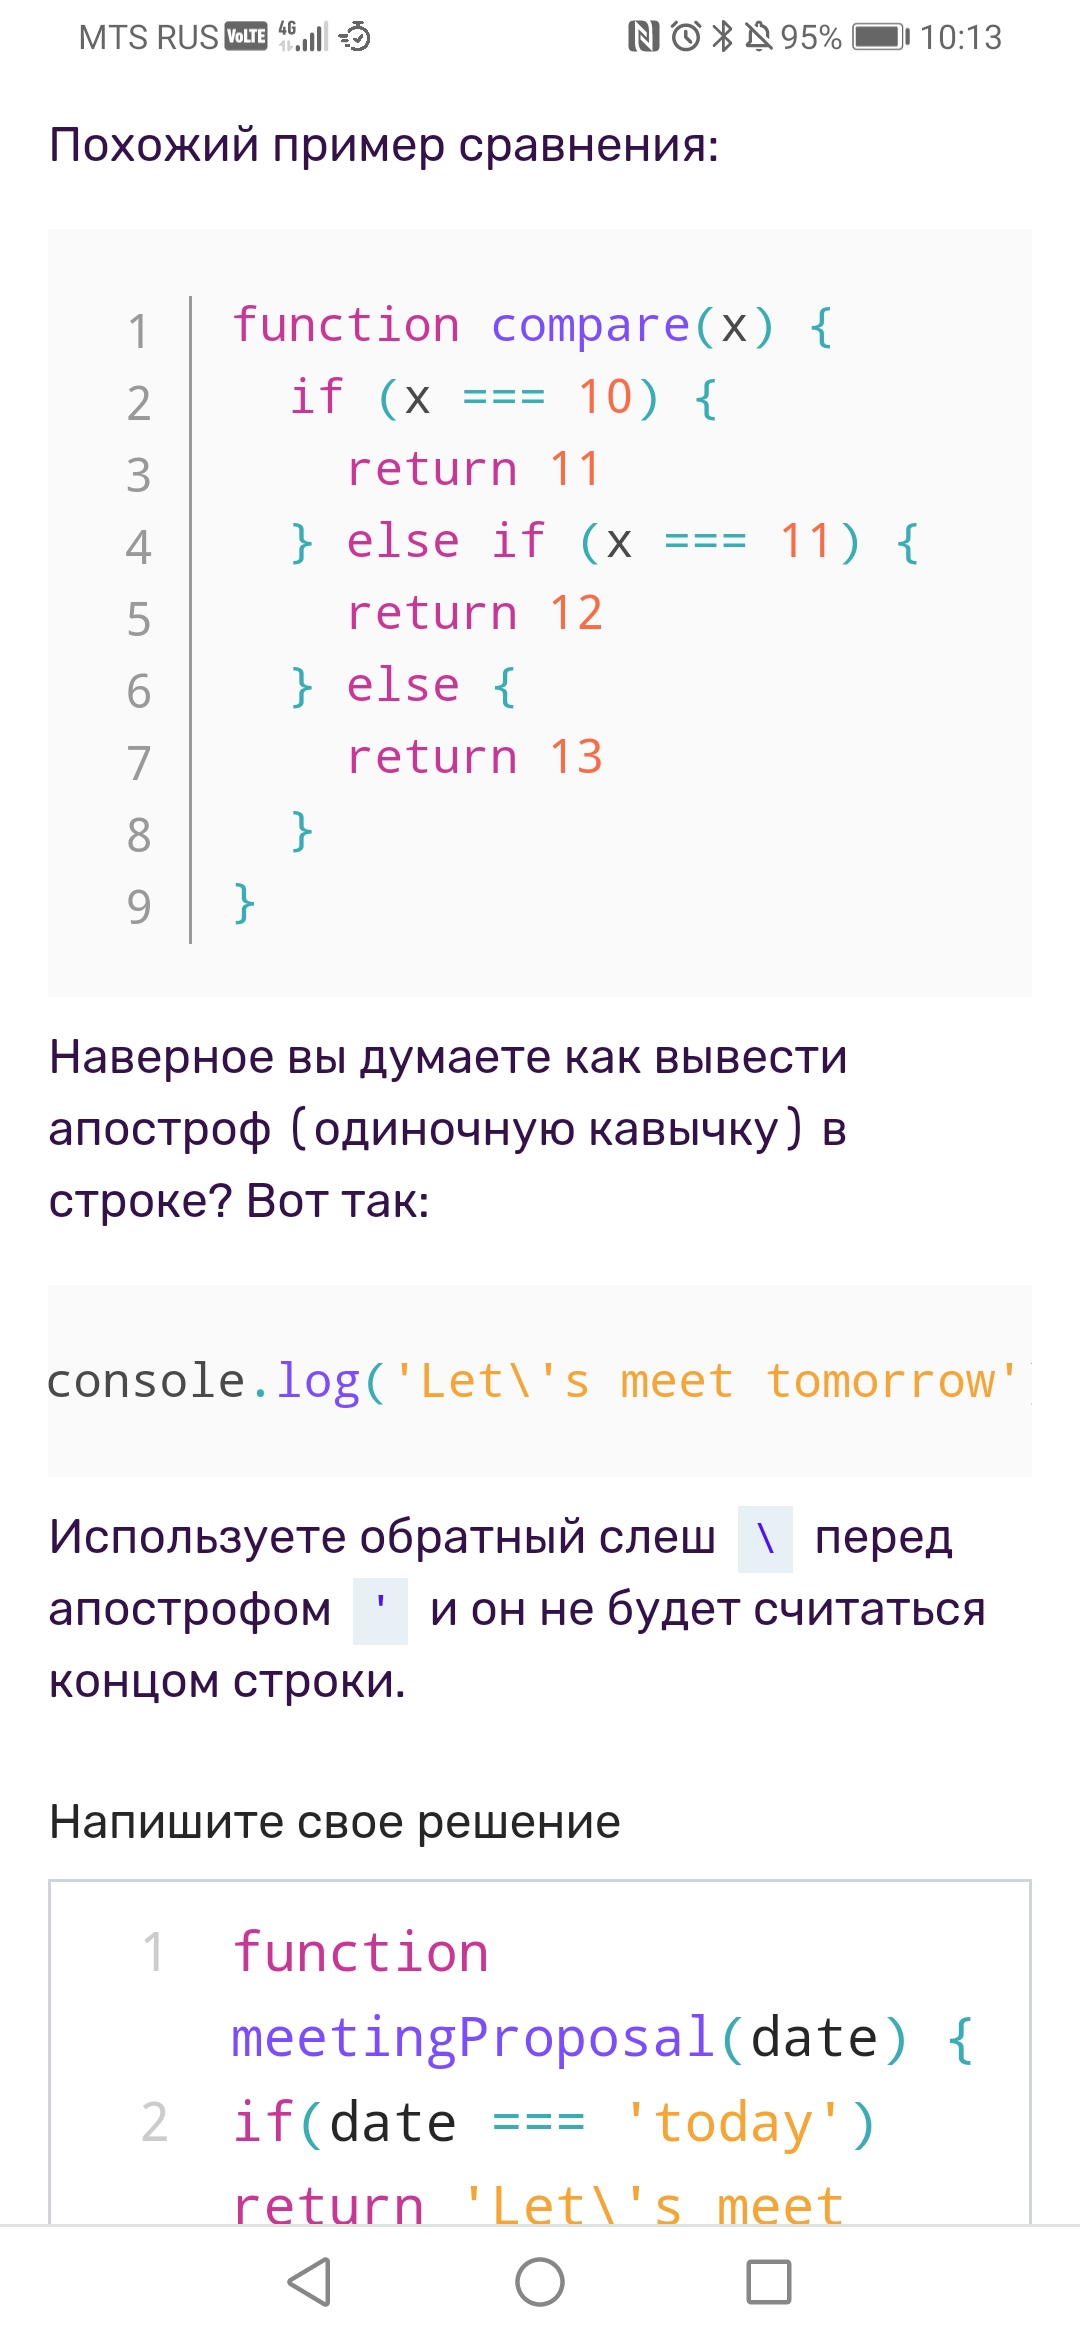 MTS RUS VoLTE 4G 95% 10:13
Похожий пример сравнения:
1 function compare(x) {
2 if (x === 10) {
3 return 11
4 } else if (x === 11) {
5 return 12
6 } else {
7 return 13
8 }
9 }
Наверное вы думаете как вывести
апостроф (одиночную кавычку) в
строке? Вот так:
console.log('Let\'s meet tomorrow'
Используете обратный слеш \ перед
апострофом ' и он не будет считаться
концом строки.
Напишите свое решение
1 function
meetingProposal(date) {
2 if(date === 'today')
return 'Let\'s meet